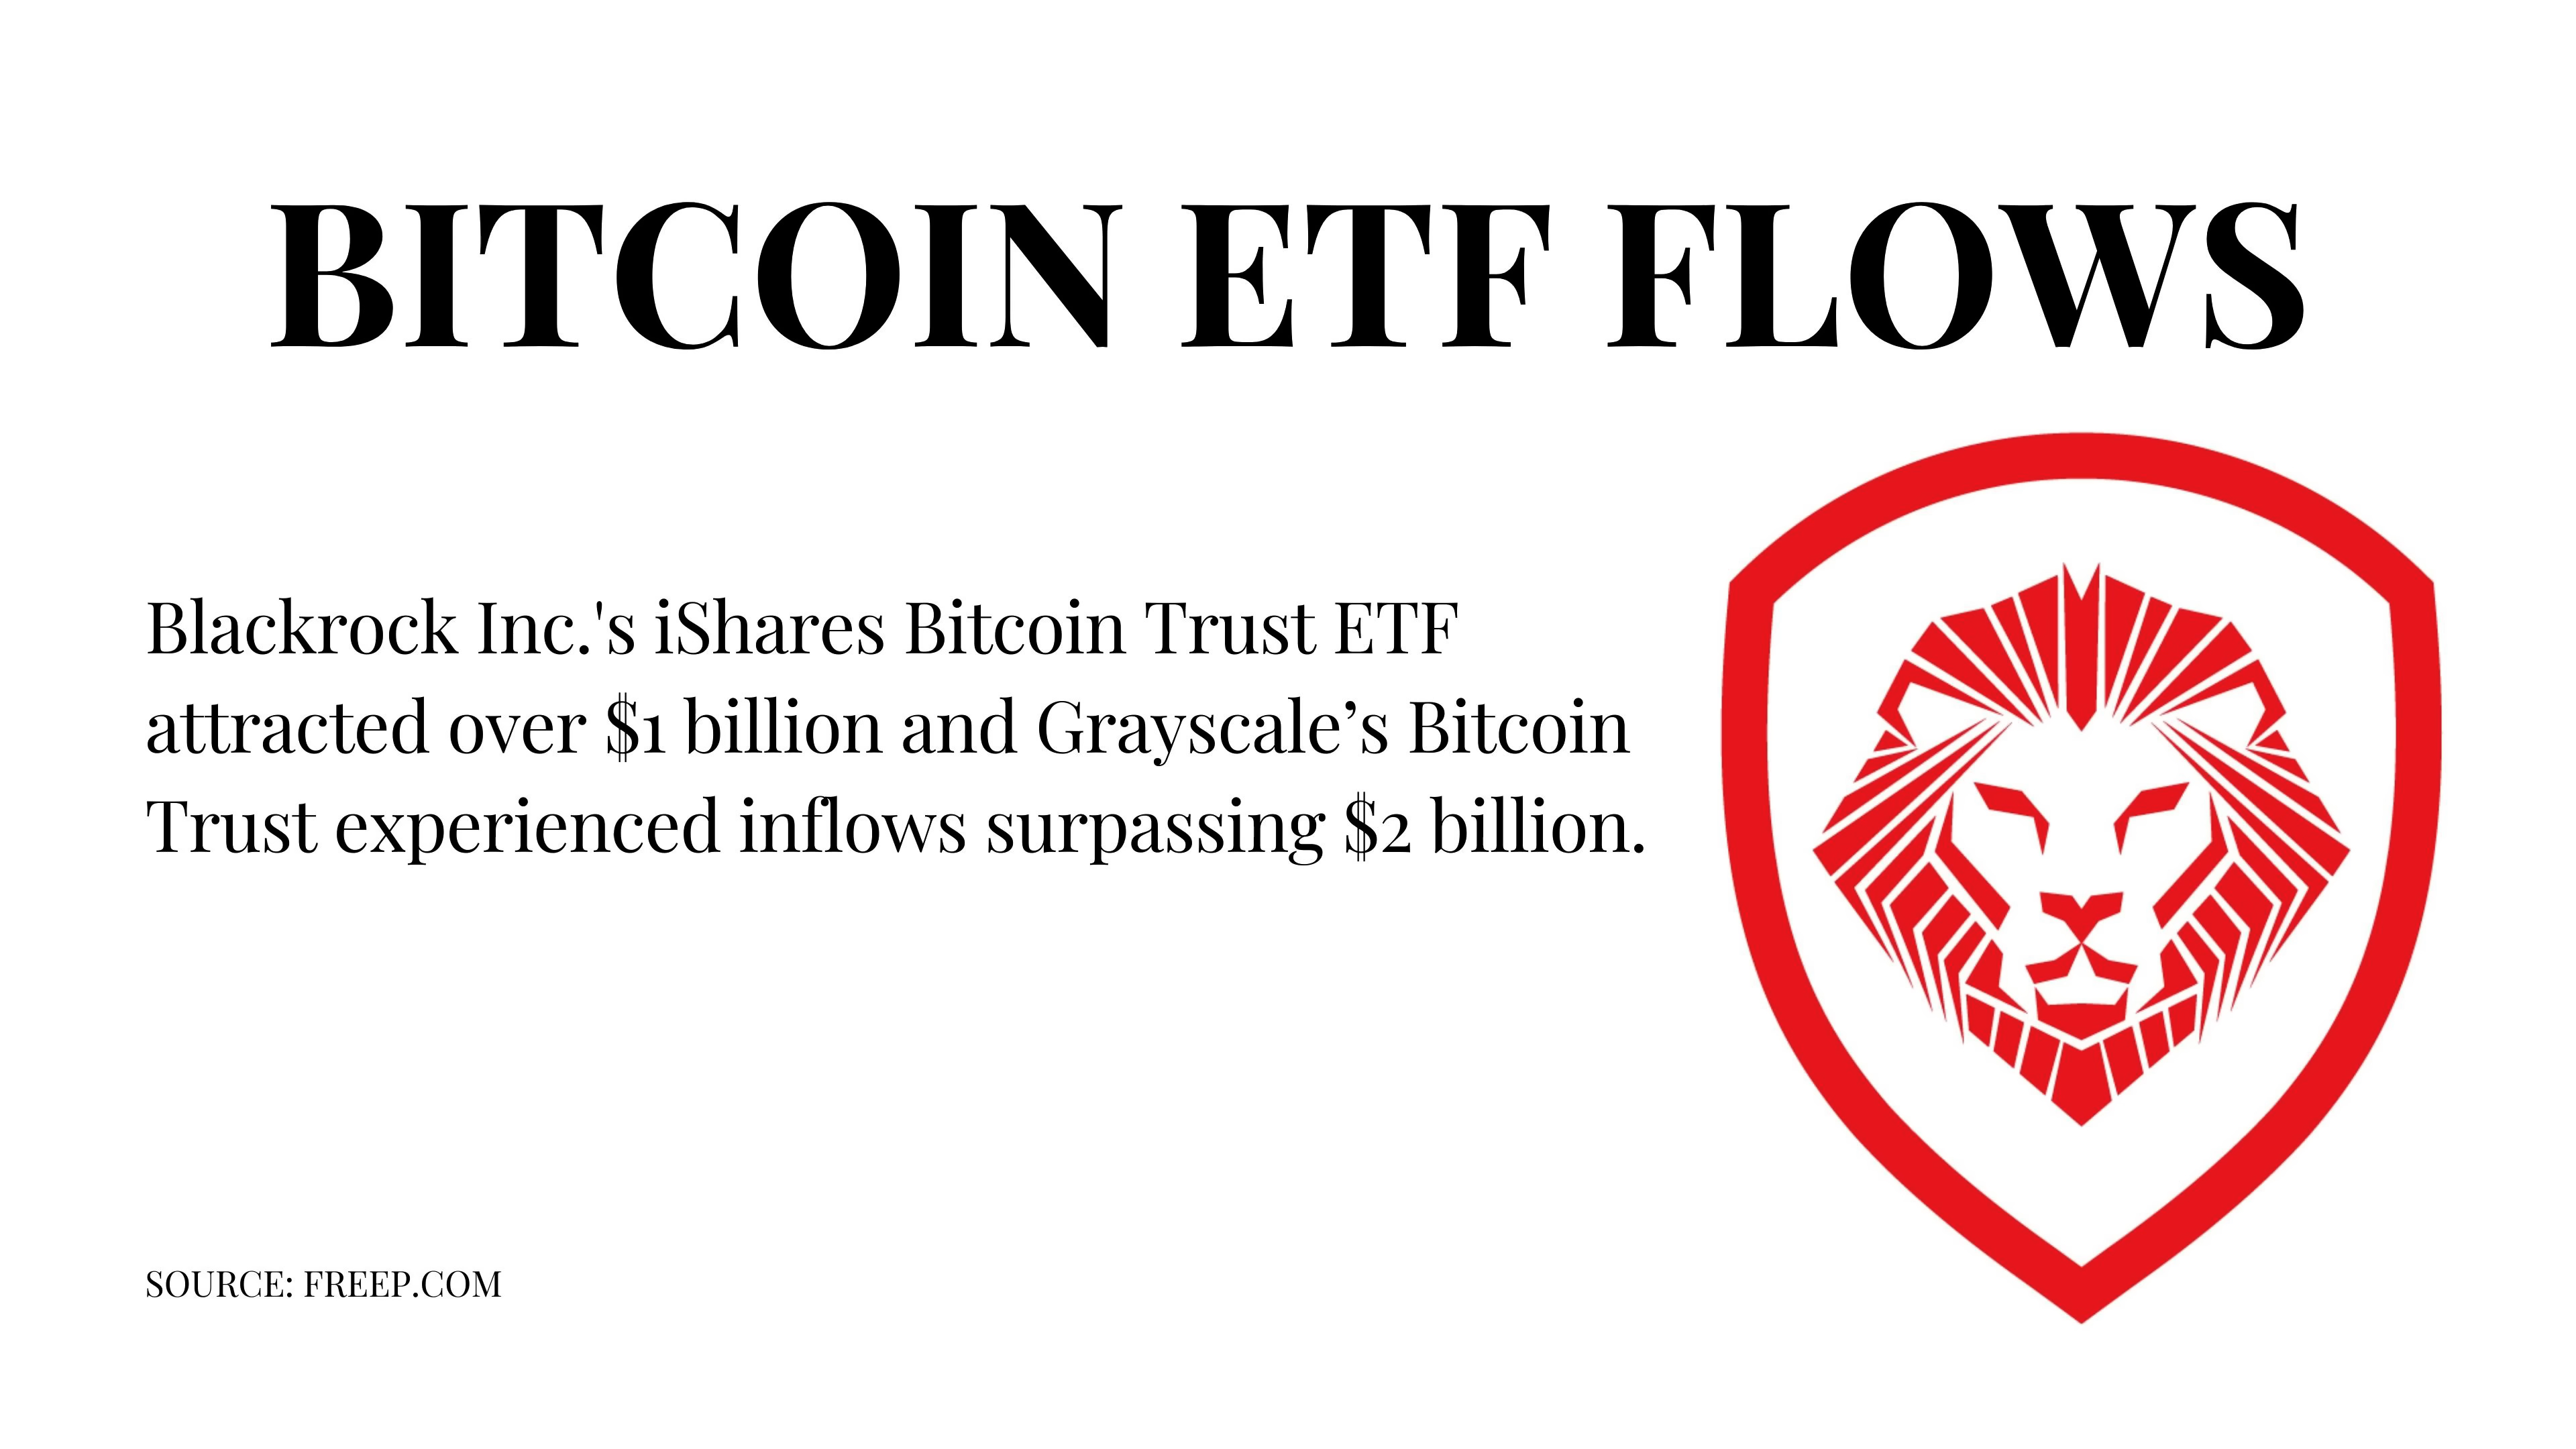 BITCOIN ETF FLOWS
Blackrock Inc.'s iShares Bitcoin Trust ETF
attracted over $1 billion and Grayscale’s Bitcoin
Trust experienced inflows surpassing $2 billion.
SOURCE: FREEP.COM